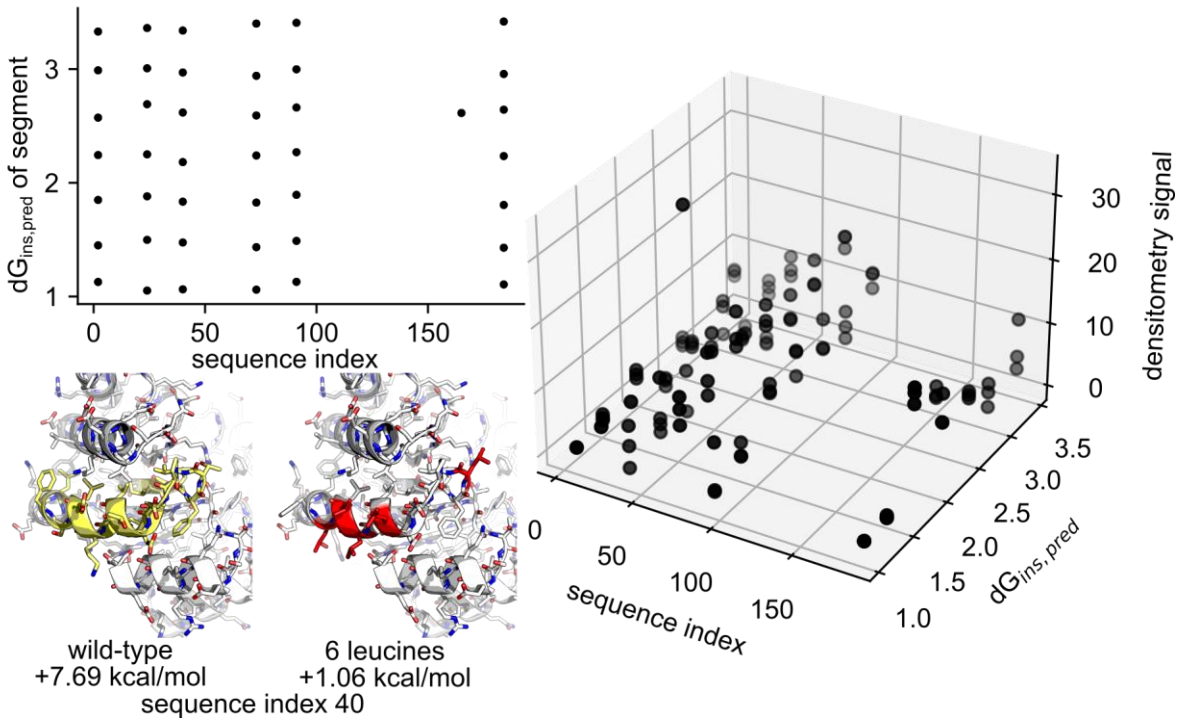 dG_ins,pred of segment
3
2
1
0
50
100
150
sequence index
wild-type
+7.69 kcal/mol
6 leucines
+1.06 kcal/mol
sequence index 40
densitometry signal
30
20
10
0
3.5
3.0
2.5
2.0
1.5
1.0
dG_ins, pred
0
50
100
150
sequence index